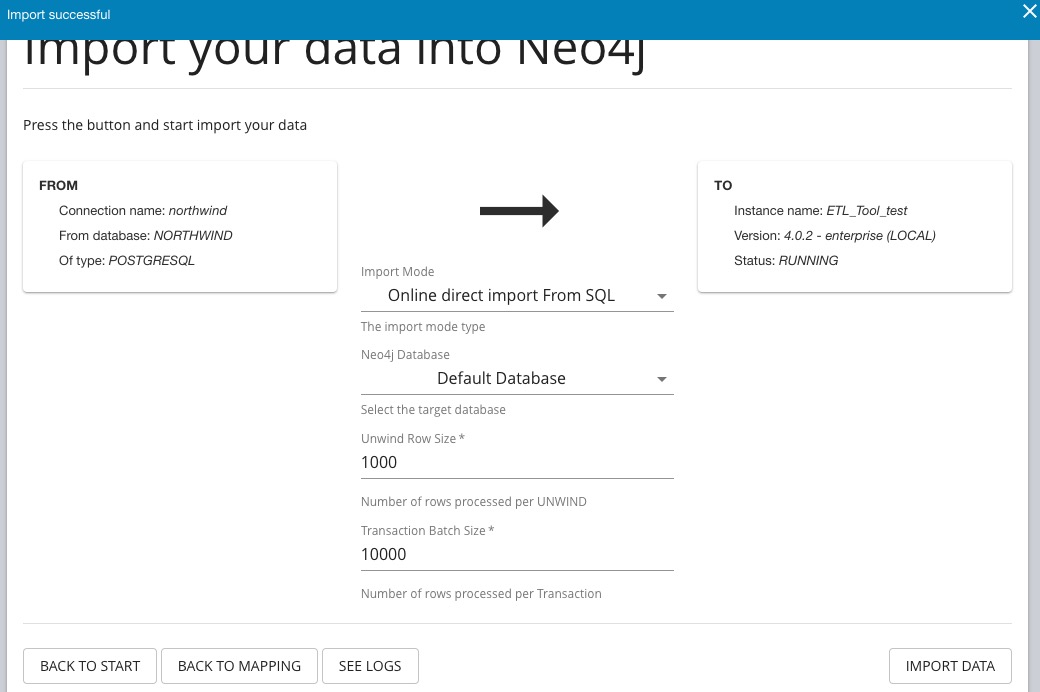 Import successful
Import your data into Neo4j
Press the button and start import your data
FROM
Connection name: northwind
From database: NORTHWIND
Of type: POSTGRESQL
TO
Instance name: ETL_Tool_test
Version: 4.0.2 - enterprise (LOCAL)
Status: RUNNING
Import Mode
Online direct import From SQL
The import mode type
Neo4j Database
Default Database
Select the target database
Unwind Row Size *
1000
Number of rows processed per UNWIND
Transaction Batch Size *
10000
Number of rows processed per Transaction
BACK TO START
BACK TO MAPPING
SEE LOGS
IMPORT DATA